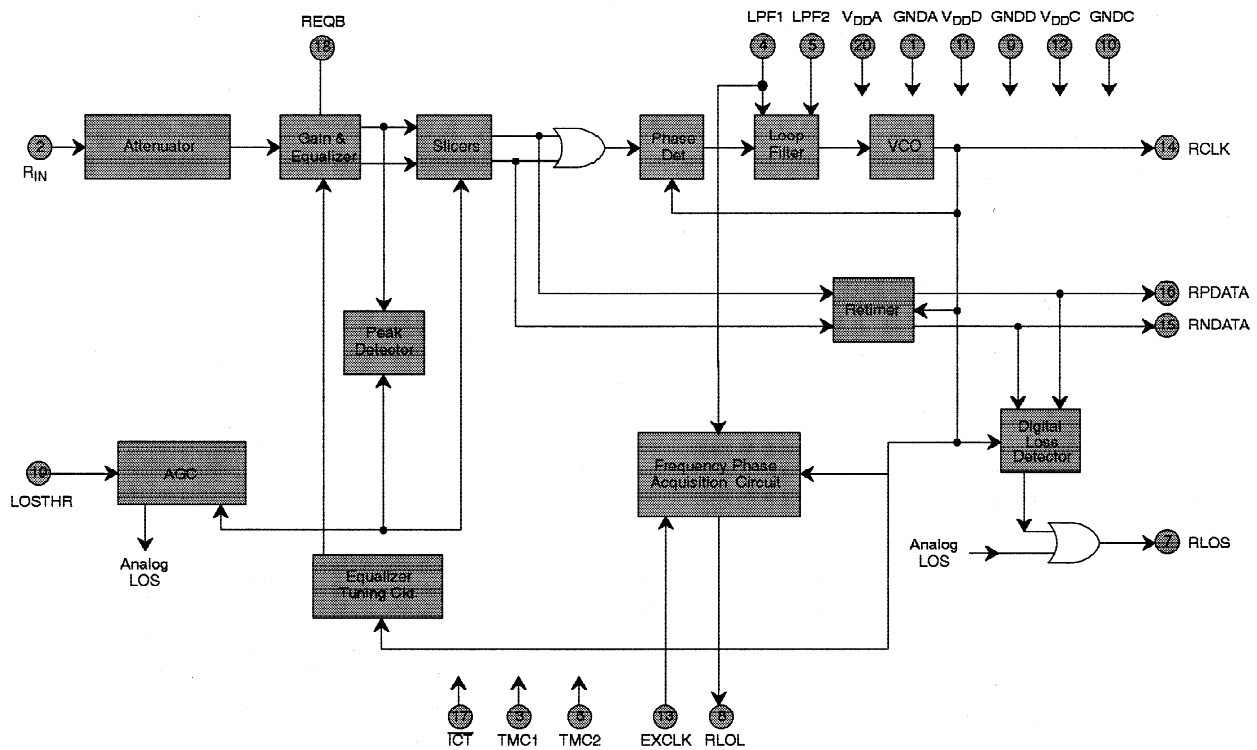 REQB
18
LPF1 LPF2 VDDA GNDA VDDD GNDD VDDC GNDC
4 5 20 1 11 9 12 10
2
RIN
Attenuator
Gain &
Equalizer
Slicers
Phase
Det
Loop
Filter
VCO
14 RCLK
Retimer
16 RPDATA
15 RNDATA
Peak
Detector
19
LOSTHR
AGC
Analog
LOS
Frequency Phase
Acquisition Circuit
Digital
Loss
Detector
Analog
LOS
7 RLOS
Equalizer
Tuning Ckt
17 3 13 8
ICT TMC1 TMC2 EXCLK RLOL